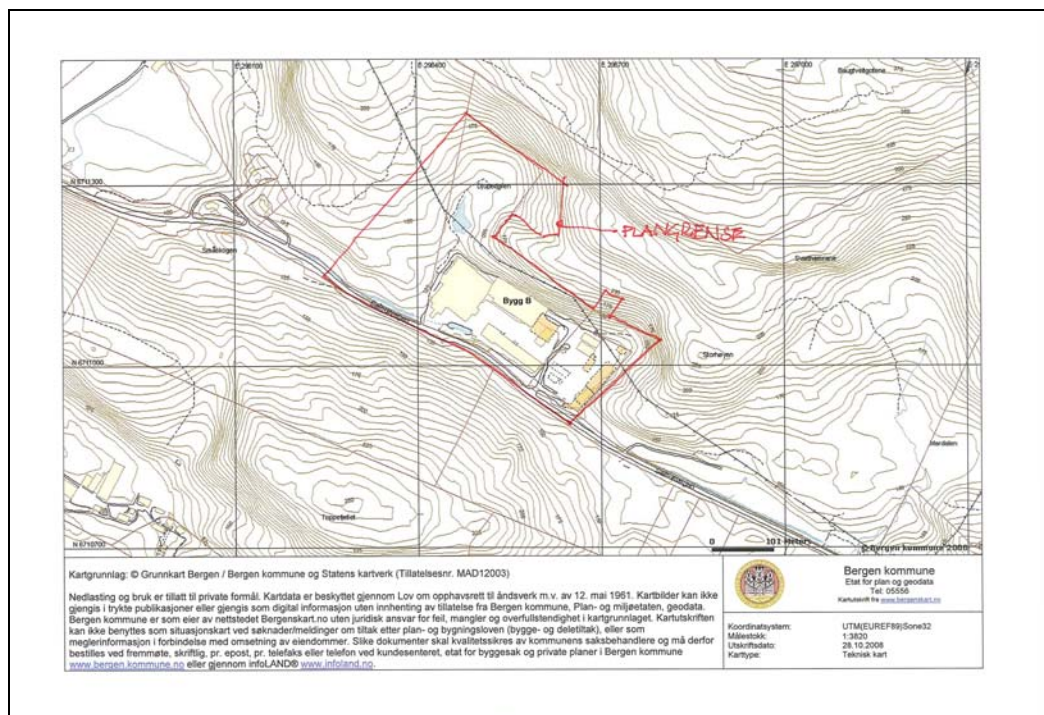 E 298100
E 298400
E 298700
E 297000
N 6711300
Småskogen
PLANGRENSE
Svarthamrane
Bygg B
N 6711000
Storhøyen
Mardalen
N 6710700
0 101 Meters
© Bergen kommune 2008
Kartgrunnlag: © Grunnkart Bergen / Bergen kommune og Statens kartverk (Tillatelsesnr. MAD12003)
Nedlasting og bruk er tillatt til private formål. Kartdata er beskyttet gjennom Lov om opphavsrett til åndsverk m.v. av 12. mai 1961. Kartbilder kan ikke
gjengis i trykte publikasjoner eller gjengis som digital informasjon uten innhenting av tillatelse fra Bergen kommune, Plan- og miljøetaten, geodata.
Bergen kommune er som eier av nettstedet Bergenskart.no uten juridisk ansvar for feil, mangler og overfullstendighet i kartgrunnlaget. Kartutskriften
kan ikke benyttes som situasjonskart ved søknader/meldinger om tiltak etter plan- og bygningsloven (bygge- og deletiltak), eller som
meglerinformasjon i forbindelse med omsetning av eiendommer. Slike dokumenter skal kvalitetssikres av kommunens saksbehandlere og må derfor
bestilles ved fremmøte, skriftlig, pr. epost, pr. telefaks eller telefon ved kundesenteret, etat for byggesak og private planer i Bergen kommune
www.bergen.kommune.no eller gjennom infoLAND® www.infoland.no.
Bergen kommune
Etat for plan og geodata
Tel: 05556
Kartutskrift fra www.bergenskart.no
Koordinatsystem: UTM(EUREF89)Sone32
Målestokk: 1:3820
Utskriftsdato: 28.10.2008
Karttype: Teknisk kart